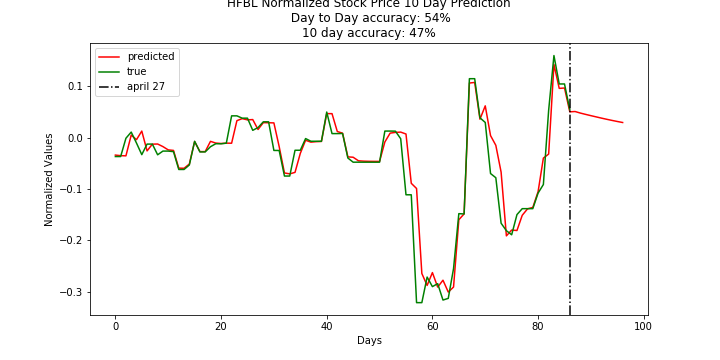 HFBL Normalized Stock Price 10 Day Prediction
Day to Day accuracy: 54%
10 day accuracy: 47%
predicted
true
april 27
Normalized Values
0.1
0.0
−0.1
−0.2
−0.3
0 20 40 60 80 100
Days